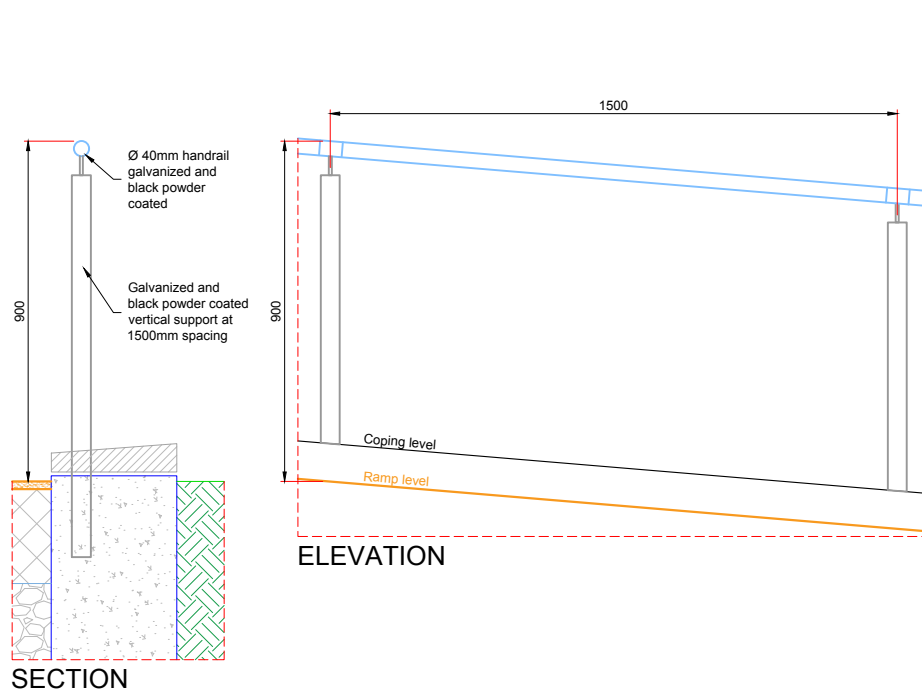 1500
Ø 40mm handrail
galvanized and
black powder
coated
Galvanized and
black powder coated
vertical support at
1500mm spacing
900
900
Coping level
Ramp level
ELEVATION
SECTION